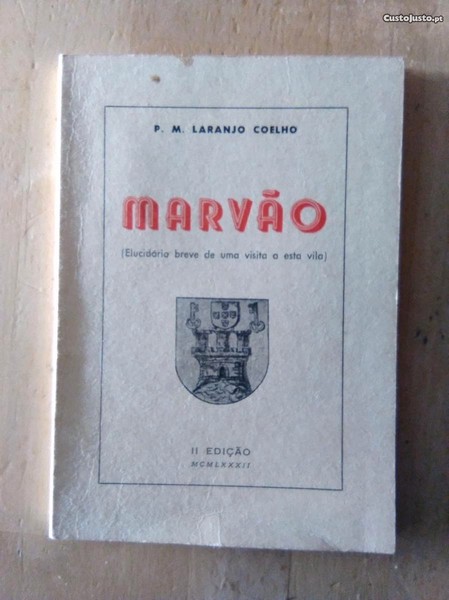 CustoJusto.pt
P. M. LARANJO COELHO
MARVÃO
(Elucidário breve de uma visita a esta vila)
II EDIÇÃO
MCMLXXXII